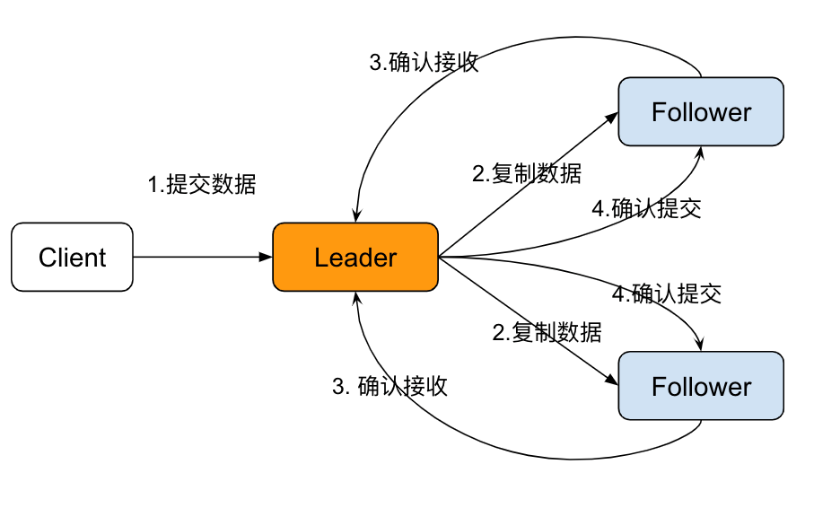 3.确认接收
Follower
2.复制数据
1.提交数据
4.确认提交
Client
Leader
4.确认提交
2.复制数据
3. 确认接收
Follower